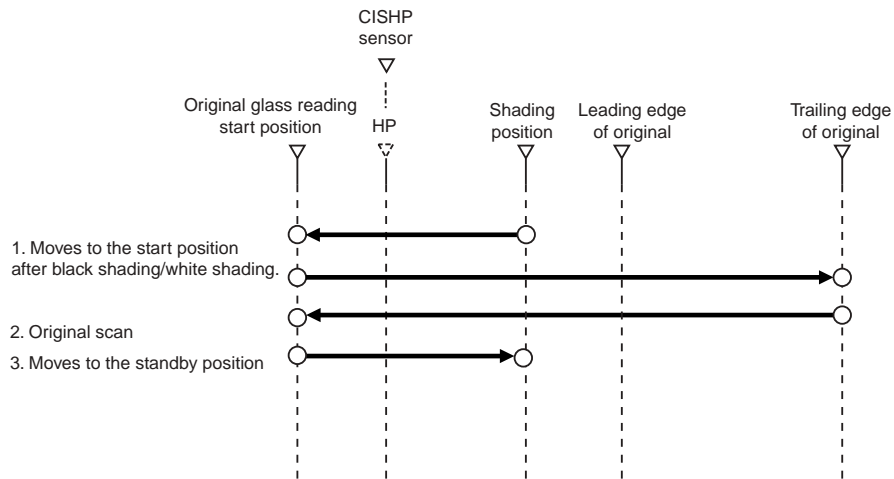 CISHP
sensor
Original glass reading
start position
HP
Shading
position
Leading edge
of original
Trailing edge
of original
1. Moves to the start position
after black shading/white shading.
2. Original scan
3. Moves to the standby position